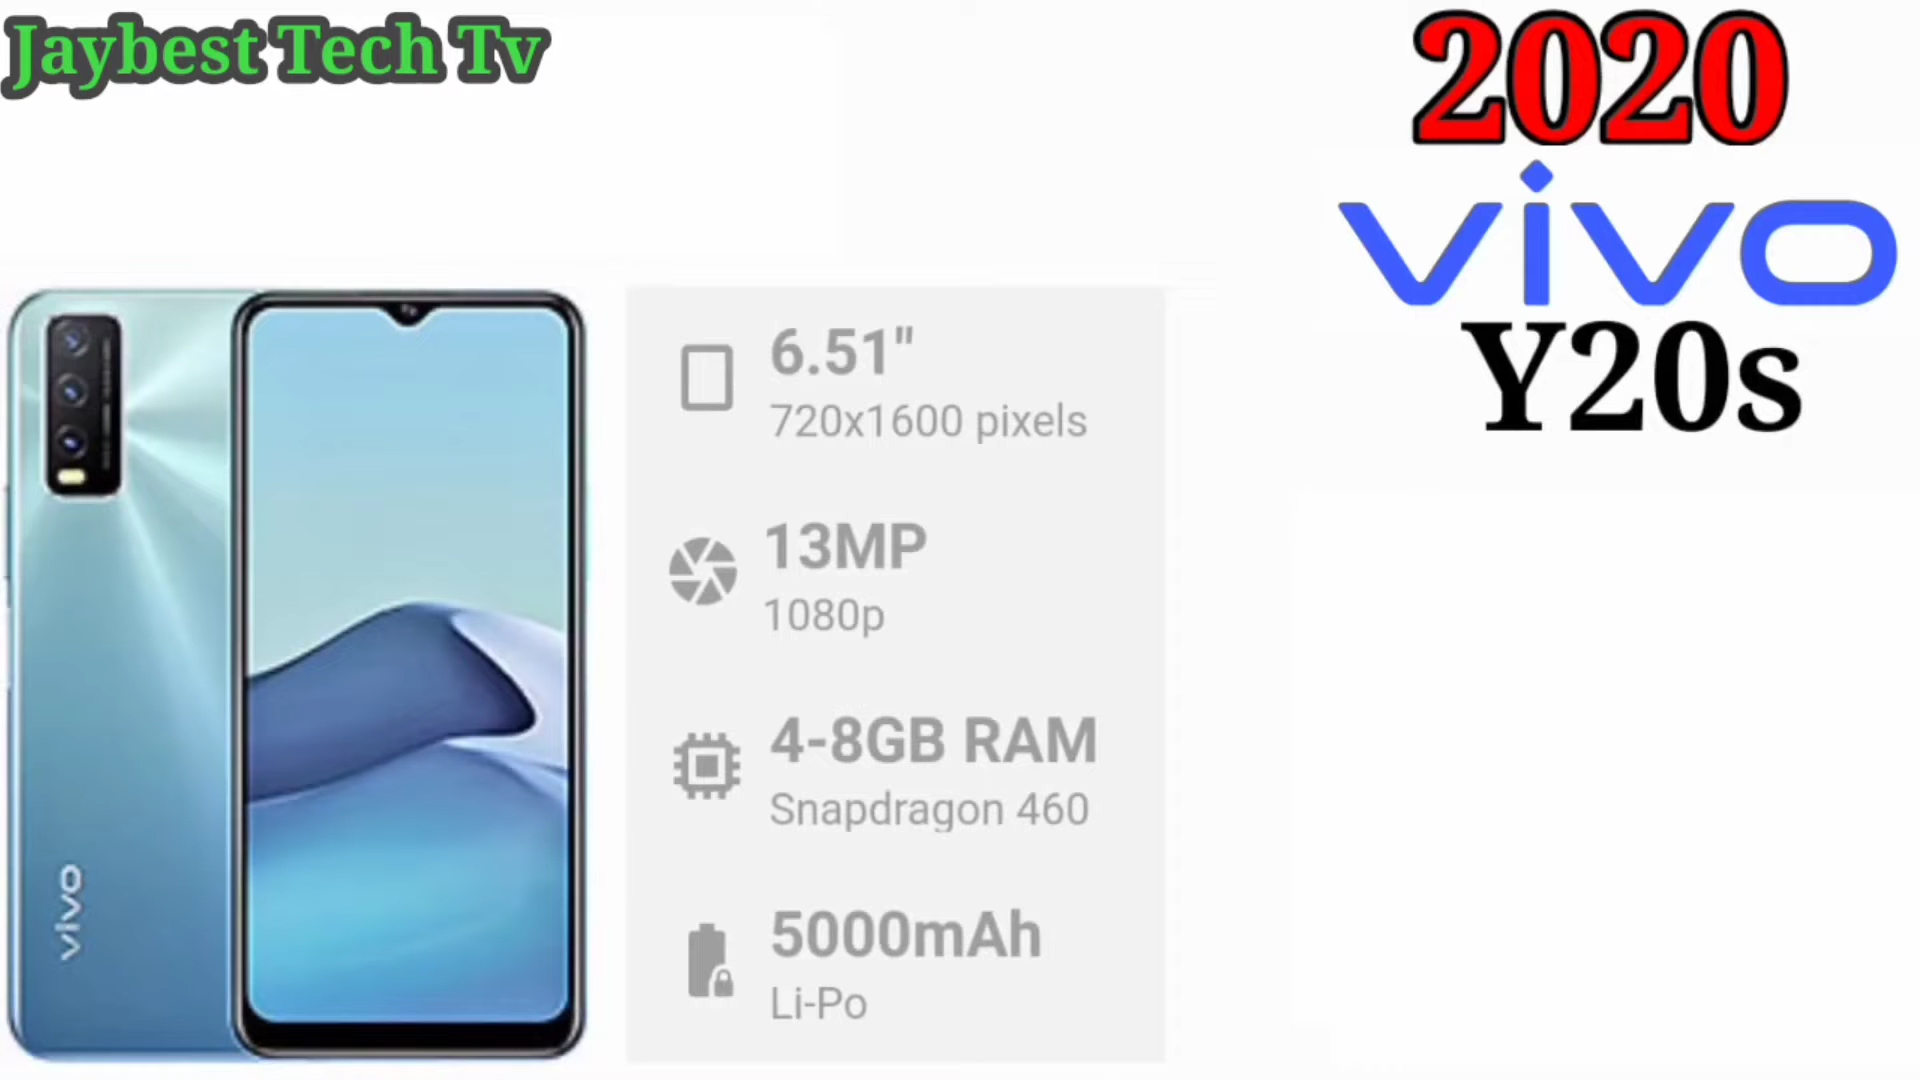 Jaybest Tech Tv
2020
vivo
Y20s
6.51"
720x1600 pixels
13MP
1080p
4-8GB RAM
Snapdragon 460
5000mAh
Li-Po
vivo